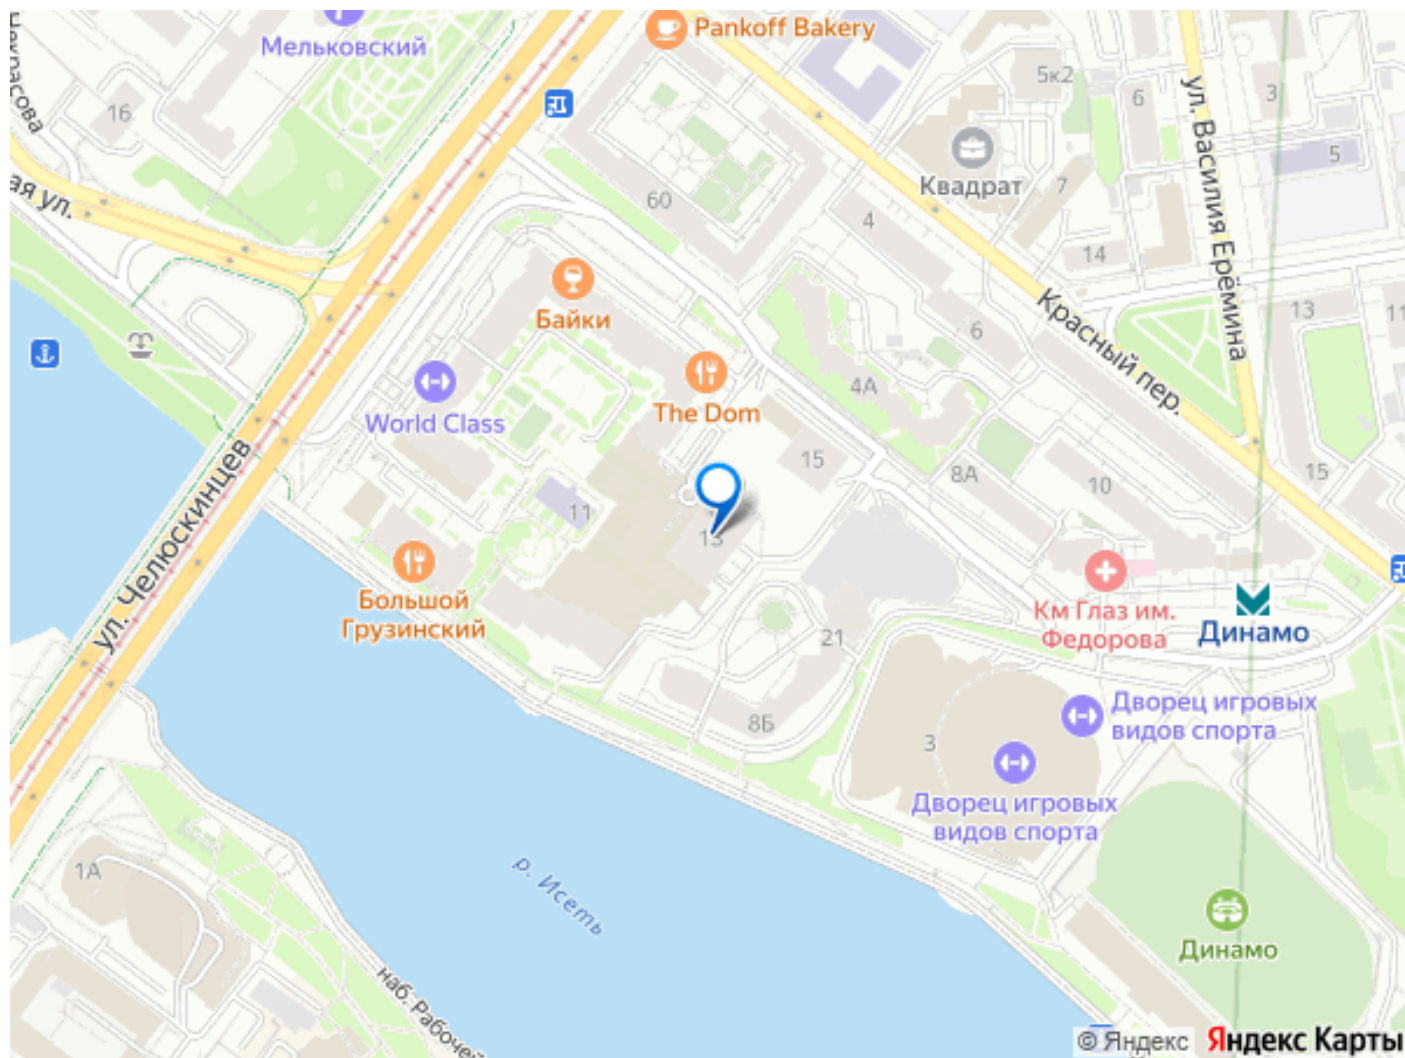 Мельковский
Pankoff Bakery
16
5к2
6
3
ул. Василия Ерёмина
5
Квадрат
7
60
4
14
ая ул.
Байки
6
Красный пер.
13
11
The Dom
4А
World Class
15
8А
10
15
11
13
ул. Челюскинцев
Большой
Грузинский
Км Глаз им.
Федорова
Динамо
21
8Б
3
Дворец игровых
видов спорта
Дворец игровых
видов спорта
1А
р. Исеть
Динамо
наб. Рабочей
© Яндекс
Яндекс Карты